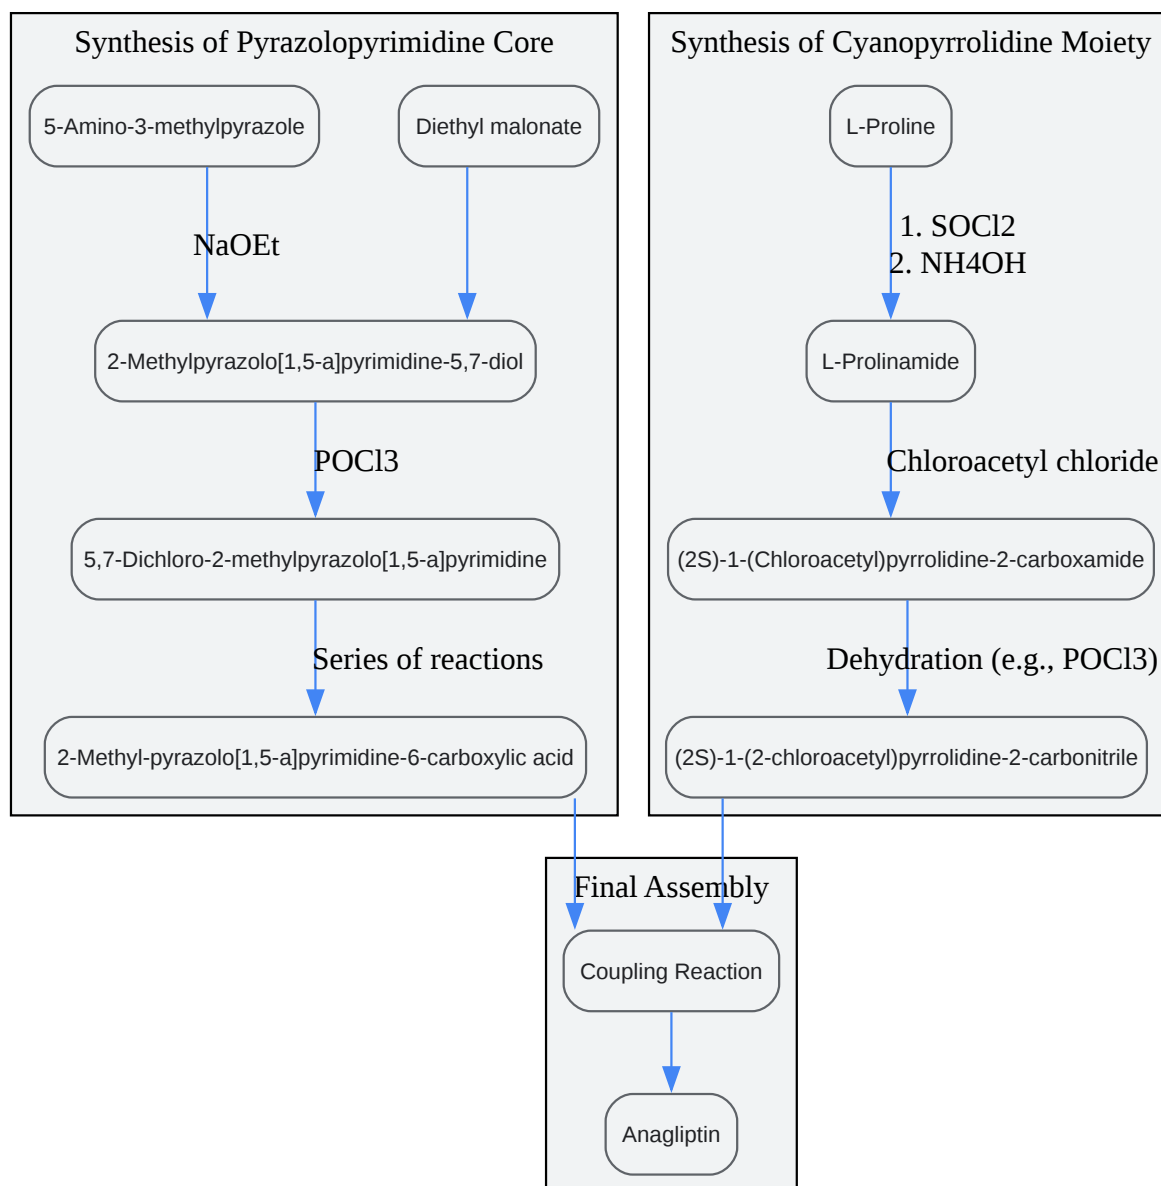 Synthesis of Pyrazolopyrimidine Core
5-Amino-3-methylpyrazole
Diethyl malonate
NaOEt
2-Methylpyrazolo[1,5-a]pyrimidine-5,7-diol
POCl3
5,7-Dichloro-2-methylpyrazolo[1,5-a]pyrimidine
Series of reactions
2-Methyl-pyrazolo[1,5-a]pyrimidine-6-carboxylic acid
Synthesis of Cyanopyrrolidine Moiety
L-Proline
1. SOCl2
2. NH4OH
L-Prolinamide
Chloroacetyl chloride
(2S)-1-(Chloroacetyl)pyrrolidine-2-carboxamide
Dehydration (e.g., POCl3)
(2S)-1-(2-chloroacetyl)pyrrolidine-2-carbonitrile
Final Assembly
Coupling Reaction
Anagliptin